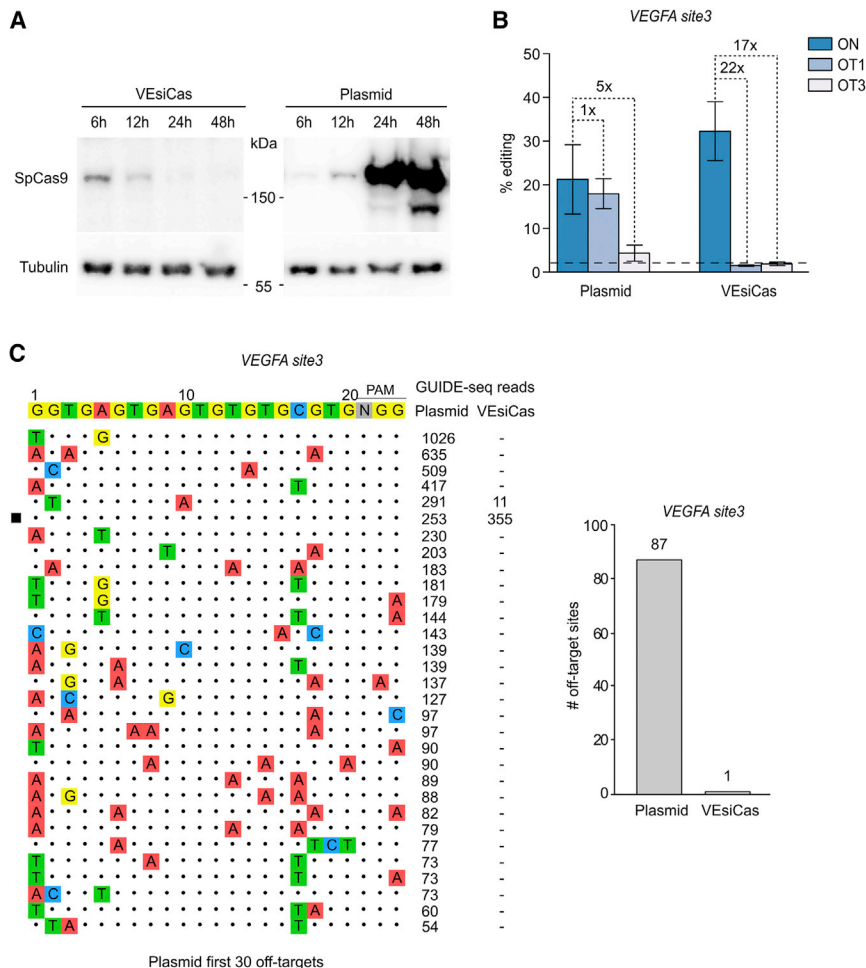 A
VEsiCas Plasmid
6h 12h 24h 48h kDa 6h 12h 24h 48h
SpCas9
- 150
Tubulin
- 55
B
VEGFA site3
ON
OT1
OT3
% editing
50
40
30
20
10
0
1x
5x
22x
17x
Plasmid VEsiCas
C
VEGFA site3
1 10 20 PAM GUIDE-seq reads
G G T G A G T G A G T G T G T G C G T G N G G Plasmid VEsiCas
T G 1026 -
A A A 635 -
C A 509 -
A T 417 -
T A 291 11
253 355
A T 230 -
T A 203 -
A A A 183 -
T G T 181 -
T G A 179 -
T T A 144 -
C A C 143 -
A G C 139 -
A A T 139 -
G A A A 137 -
A C G 127 -
A A C 97 -
A A A A 97 -
T A 90 -
A A A 90 -
A A A 89 -
A G A A 88 -
A A A A 82 -
A A A 79 -
A T C T 77 -
T A T 73 -
T T A 73 -
A C T 73 -
T T A 60 -
T A T 54 -
Plasmid first 30 off-targets
VEGFA site3
# off-target sites
100
80
60
40
20
0
87
1
Plasmid VEsiCas